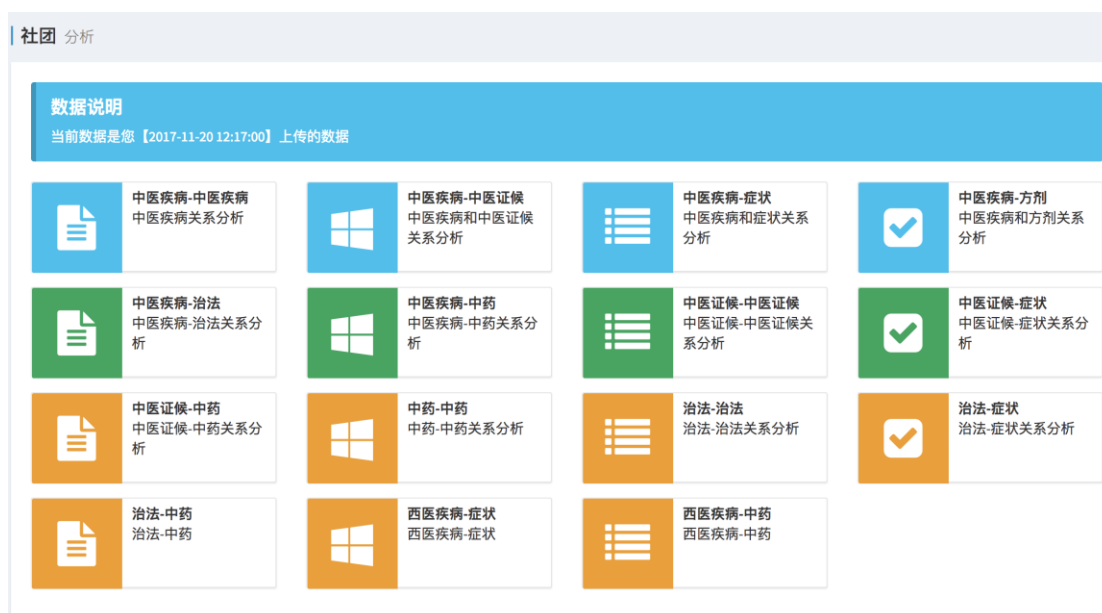 社团 分析
数据说明
当前数据是您【2017-11-20 12:17:00】上传的数据
中医疾病-中医疾病
中医疾病关系分析
中医疾病-中医证候
中医疾病和中医证候
关系分析
中医疾病-症状
中医疾病和症状关系
分析
中医疾病-方剂
中医疾病和方剂关系
分析
中医疾病-治法
中医疾病-治法关系分
析
中医疾病-中药
中医疾病-中药关系分
析
中医证候-中医证候
中医证候-中医证候关
系分析
中医证候-症状
中医证候-症状关系分
析
中医证候-中药
中医证候-中药关系分
析
中药-中药
中药-中药关系分析
治法-治法
治法-治法关系分析
治法-症状
治法-症状关系分析
治法-中药
治法-中药
西医疾病-症状
西医疾病-症状
西医疾病-中药
西医疾病-中药